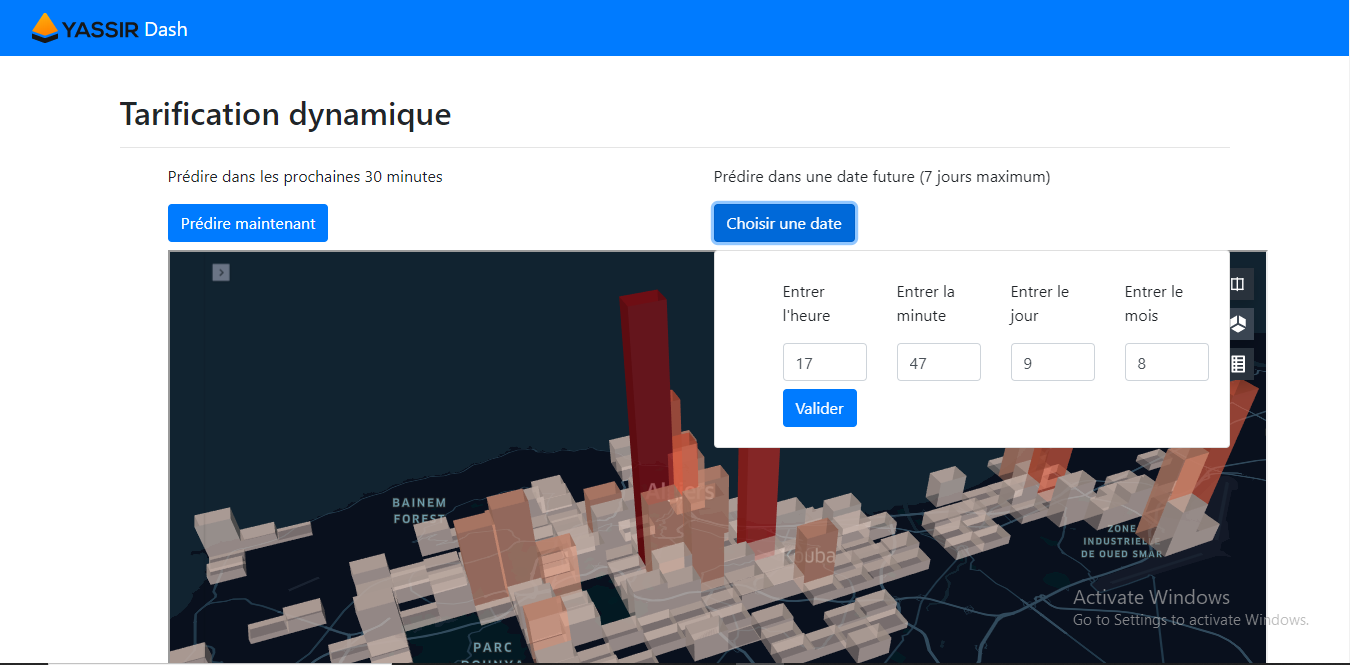 YASSIR Dash
Tarification dynamique
Prédire dans les prochaines 30 minutes
Prédire dans une date future (7 jours maximum)
Prédire maintenant
Choisir une date
Entrer l'heure
Entrer la minute
Entrer le jour
Entrer le mois
17
47
9
8
Valider
Algiers
BAINEM
FOREST
Kouba
ZONE
INDUSTRIELLE
DE OUED SMAR
Activate Windows
Go to Settings to activate Windows.
PARC
DOUNYA